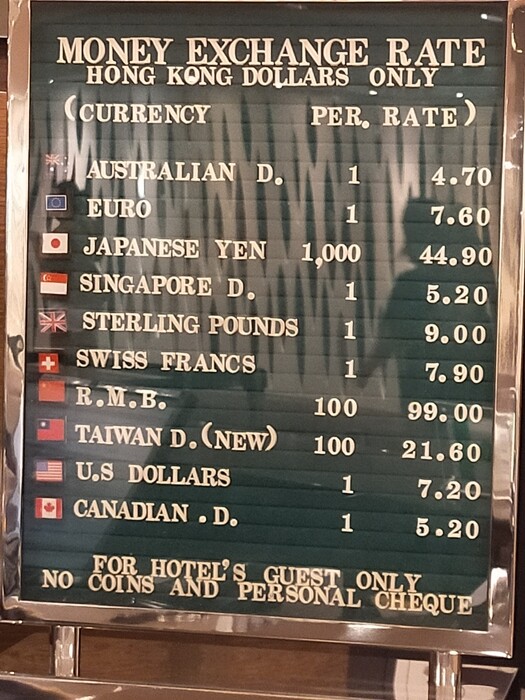 MONEY EXCHANGE RATE
HONG KONG DOLLARS ONLY
(CURRENCY PER. RATE)
AUSTRALIAN D. 1 4.70
EURO 1 7.60
JAPANESE YEN 1,000 44.90
SINGAPORE D. 1 5.20
STERLING POUNDS 1 9.00
SWISS FRANCS 1 7.90
R.M.B. 100 99.00
TAIWAN D.(NEW) 100 21.60
U.S DOLLARS 1 7.20
CANADIAN .D. 1 5.20
FOR HOTEL'S GUEST ONLY
NO COINS AND PERSONAL CHEQUE